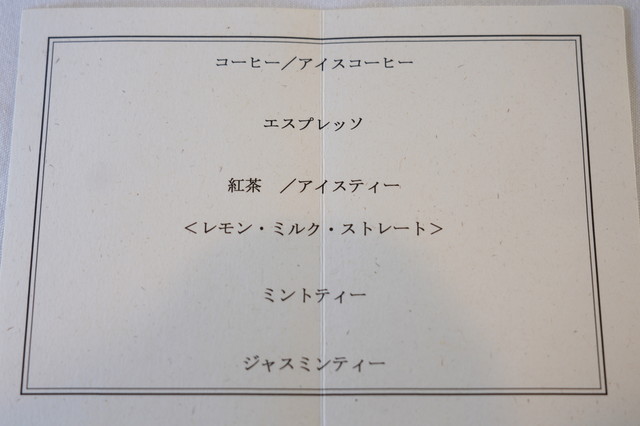 コーヒー／アイスコーヒー
エスプレッソ
紅茶　／アイスティー
＜レモン・ミルク・ストレート＞
ミントティー
ジャスミンティー